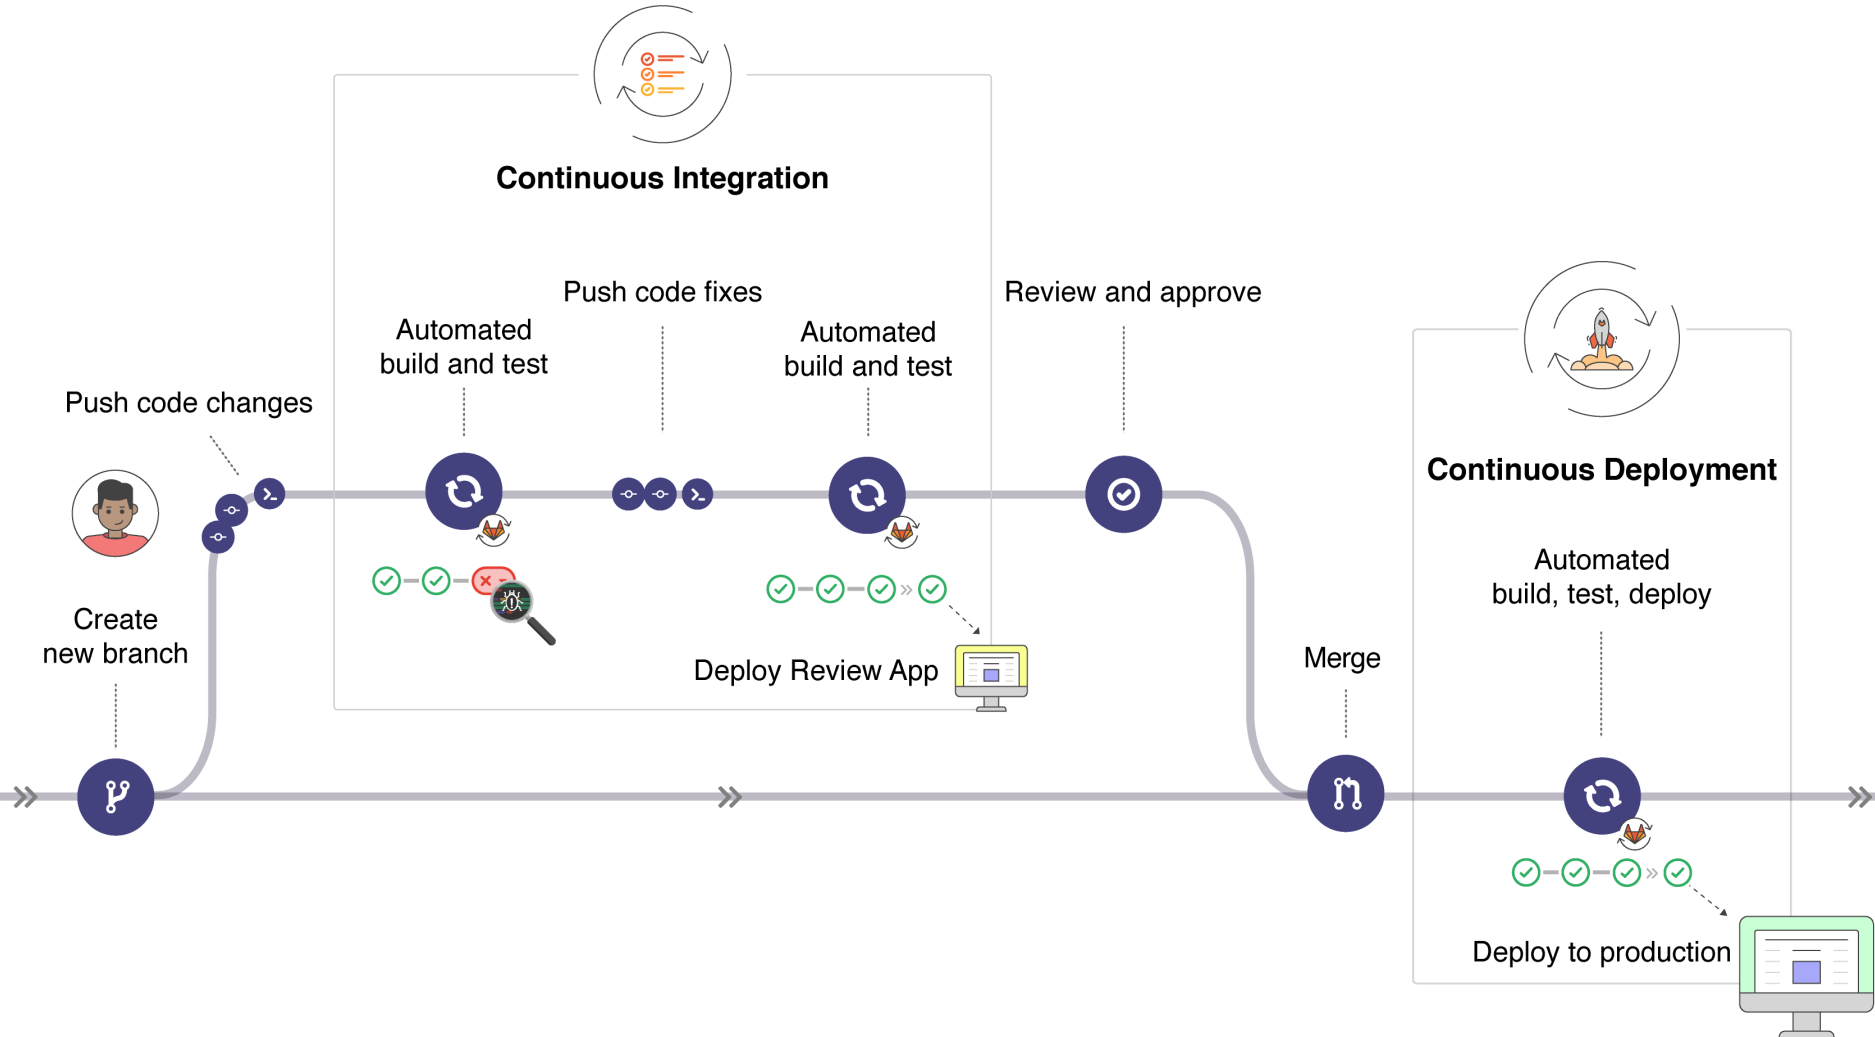 Continuous Integration
Push code fixes
Review and approve
Automated
build and test
Automated
build and test
Push code changes
Continuous Deployment
Automated
build, test, deploy
Create
new branch
Merge
Deploy Review App
Deploy to production